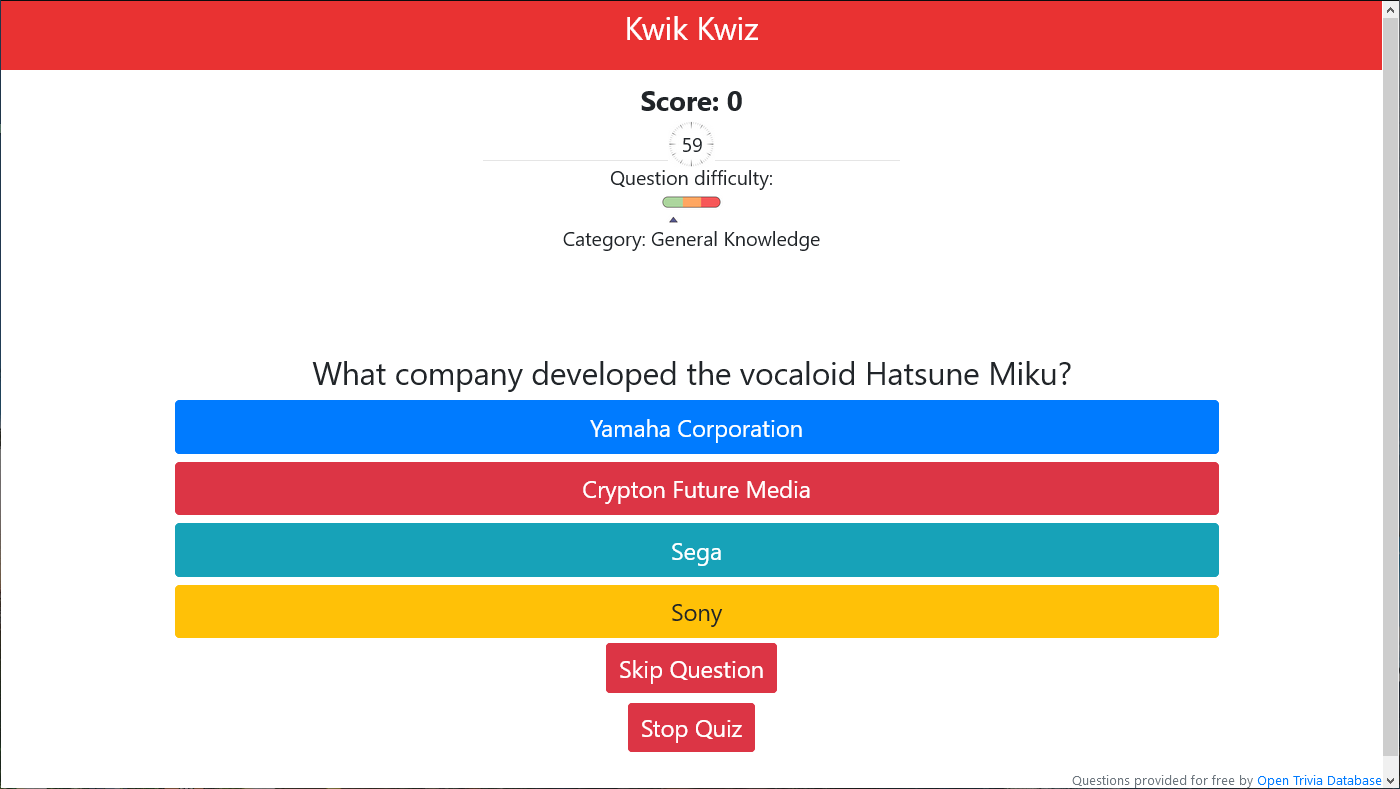 Kwik Kwiz
Score: 0
59
Question difficulty:
Category: General Knowledge
What company developed the vocaloid Hatsune Miku?
Yamaha Corporation
Crypton Future Media
Sega
Sony
Skip Question
Stop Quiz
Questions provided for free by Open Trivia Database